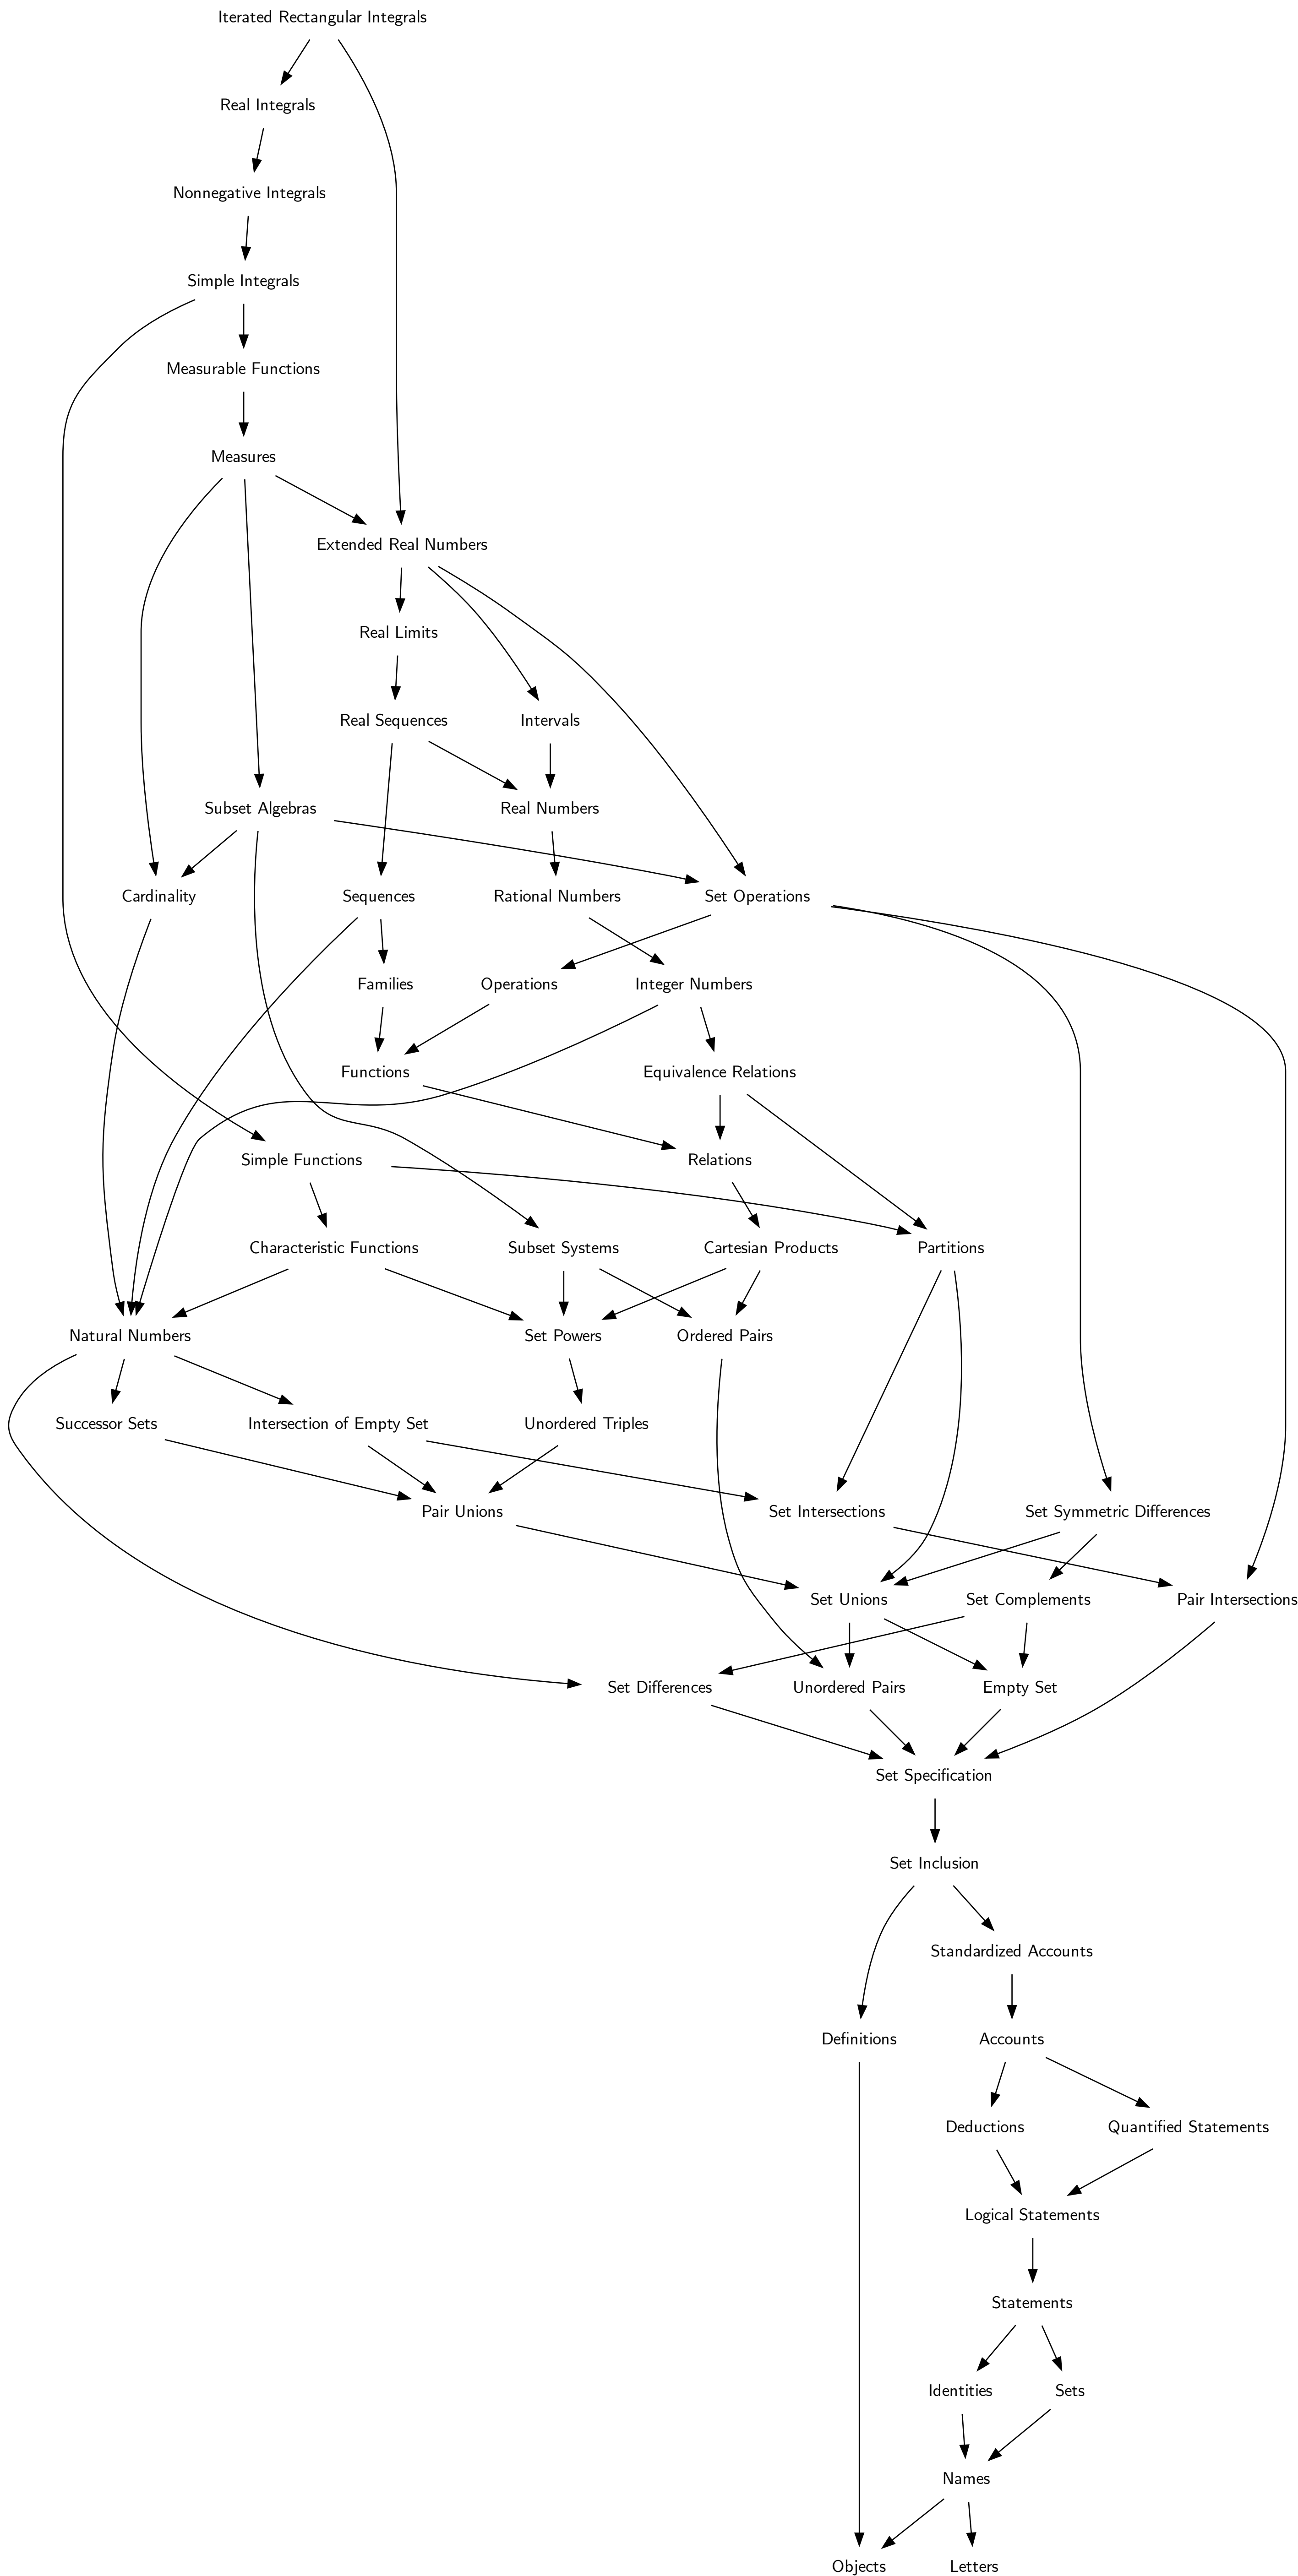 Iterated Rectangular Integrals
Real Integrals
Nonnegative Integrals
Simple Integrals
Measurable Functions
Measures
Extended Real Numbers
Real Limits
Real Sequences
Intervals
Subset Algebras
Real Numbers
Cardinality
Sequences
Rational Numbers
Set Operations
Families
Operations
Integer Numbers
Functions
Equivalence Relations
Simple Functions
Relations
Characteristic Functions
Subset Systems
Cartesian Products
Partitions
Natural Numbers
Set Powers
Ordered Pairs
Successor Sets
Intersection of Empty Set
Unordered Triples
Pair Unions
Set Intersections
Set Symmetric Differences
Set Unions
Set Complements
Pair Intersections
Set Differences
Unordered Pairs
Empty Set
Set Specification
Set Inclusion
Standardized Accounts
Definitions
Accounts
Deductions
Quantified Statements
Logical Statements
Statements
Identities
Sets
Names
Objects
Letters